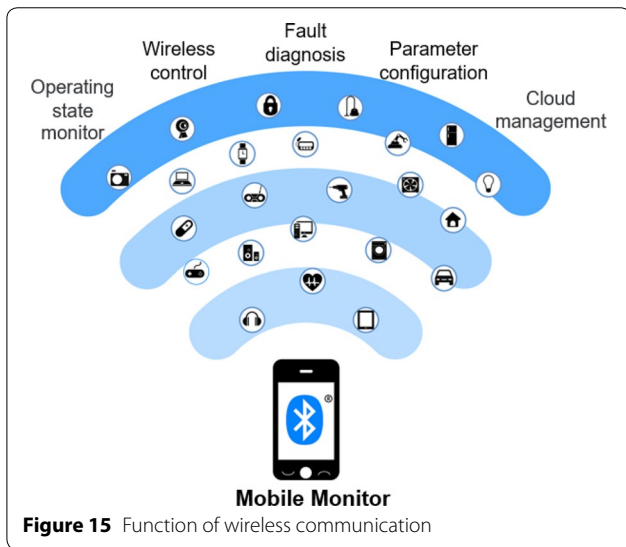 Fault
diagnosis
Wireless
control
Parameter
configuration
Operating
state
monitor
Cloud
management
®
Mobile Monitor
Figure 15 Function of wireless communication